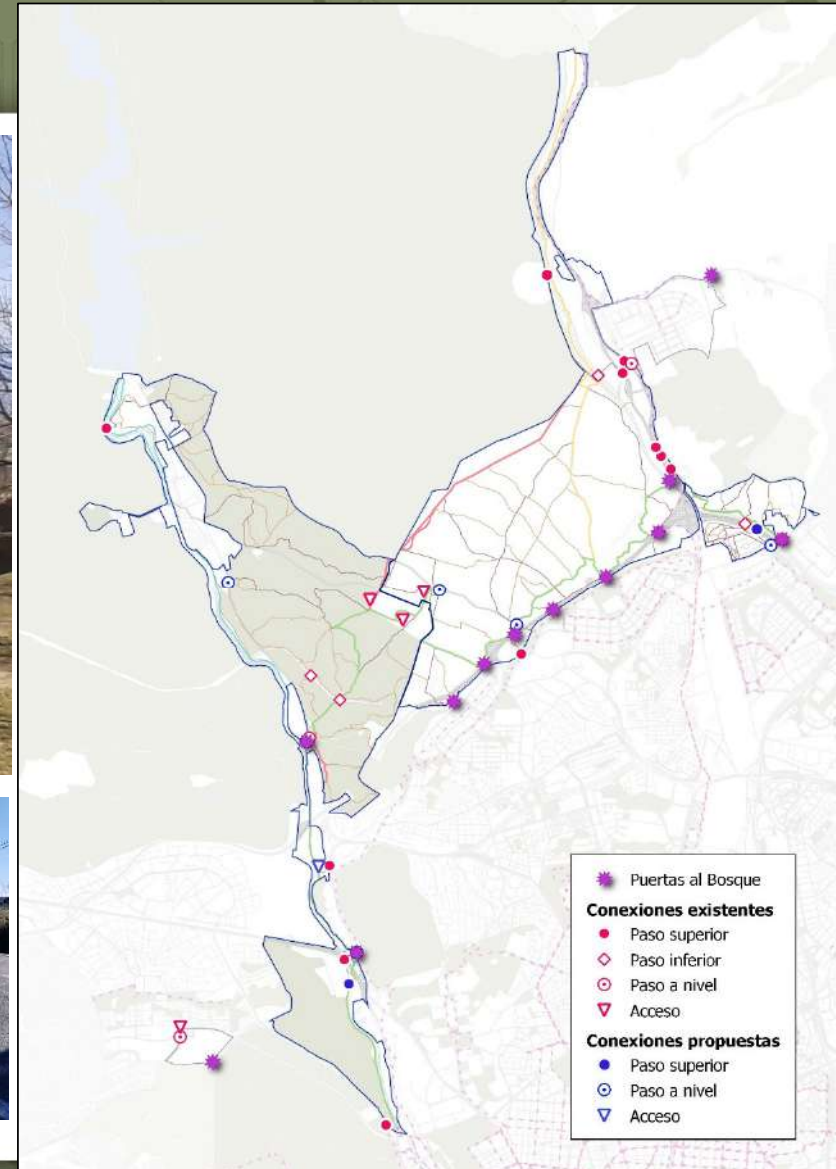 Puertas al Bosque
Conexiones existentes
Paso superior
Paso inferior
Paso a nivel
Acceso
Conexiones propuestas
Paso superior
Paso a nivel
Acceso